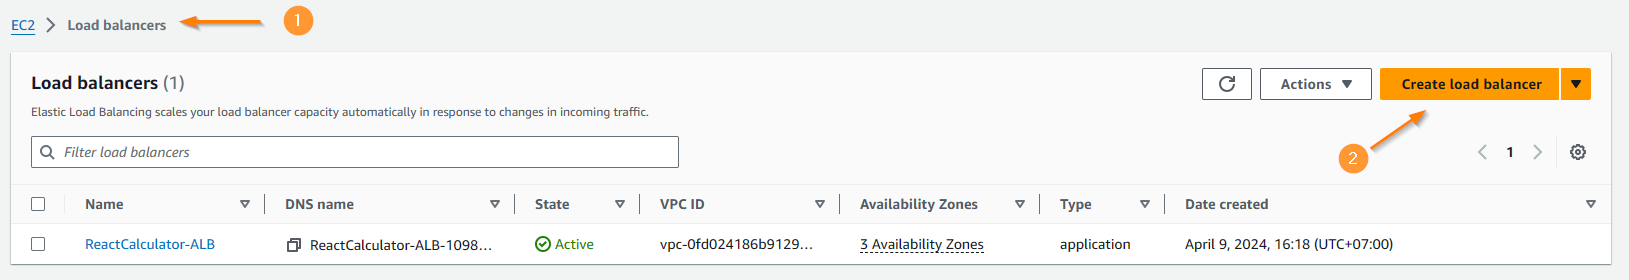 EC2 > Load balancers 1
Load balancers (1)
Actions
Create load balancer
Elastic Load Balancing scales your load balancer capacity automatically in response to changes in incoming traffic.
Filter load balancers
2
1
Name DNS name State VPC ID Availability Zones Type Date created
ReactCalculator-ALB ReactCalculator-ALB-1098... Active vpc-0fd024186b9129... 3 Availability Zones application April 9, 2024, 16:18 (UTC+07:00)